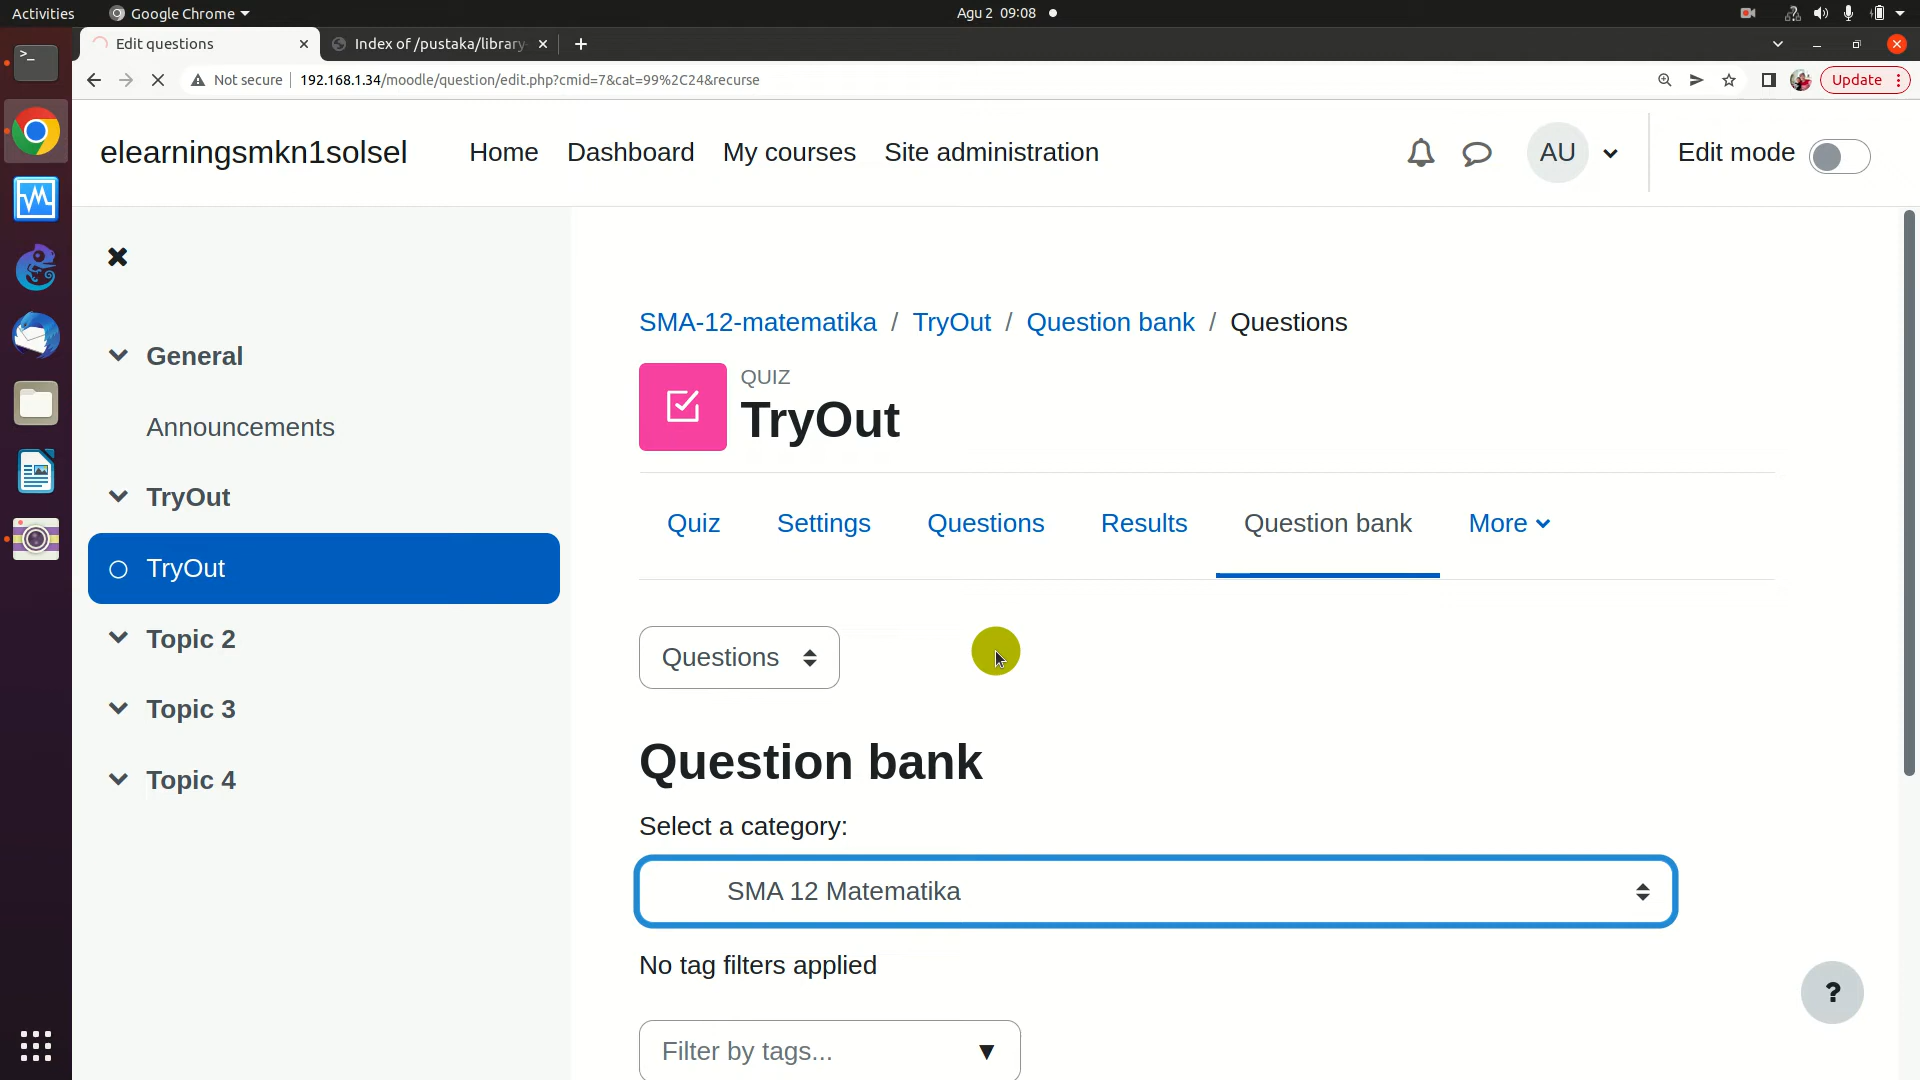 Activities
Google Chrome
Agu 2 09:08
Edit questions
Index of /pustaka/library
Not secure
192.168.1.34/moodle/question/edit.php?cmid=7&cat=99%2C24&recurse
Update
elearningsmkn1solsel
Home
Dashboard
My courses
Site administration
AU
Edit mode
General
Announcements
TryOut
TryOut
Topic 2
Topic 3
Topic 4
SMA-12-matematika / TryOut / Question bank / Questions
QUIZ
TryOut
Quiz
Settings
Questions
Results
Question bank
More
Questions
Question bank
Select a category:
SMA 12 Matematika
No tag filters applied
Filter by tags...
?